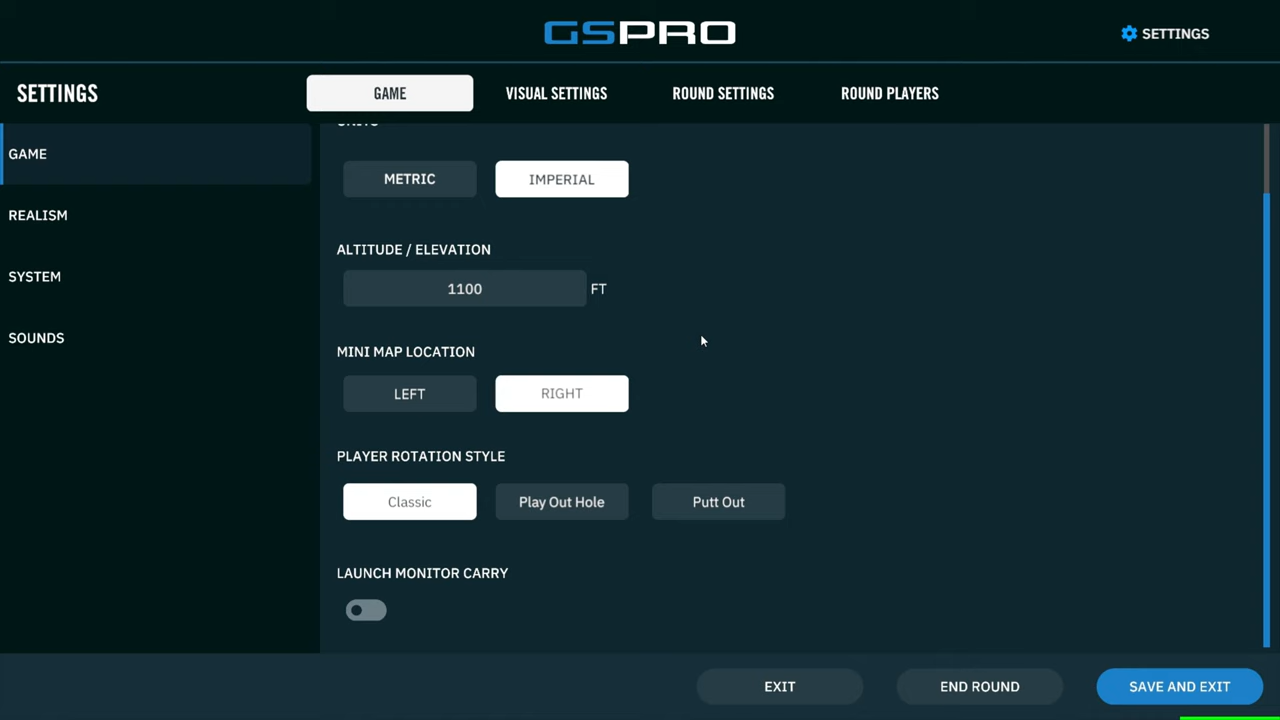 GSPRO
SETTINGS
SETTINGS
GAME
VISUAL SETTINGS
ROUND SETTINGS
ROUND PLAYERS
GAME
REALISM
SYSTEM
SOUNDS
UNITS
METRIC
IMPERIAL
ALTITUDE / ELEVATION
1100
FT
MINI MAP LOCATION
LEFT
RIGHT
PLAYER ROTATION STYLE
Classic
Play Out Hole
Putt Out
LAUNCH MONITOR CARRY
EXIT
END ROUND
SAVE AND EXIT